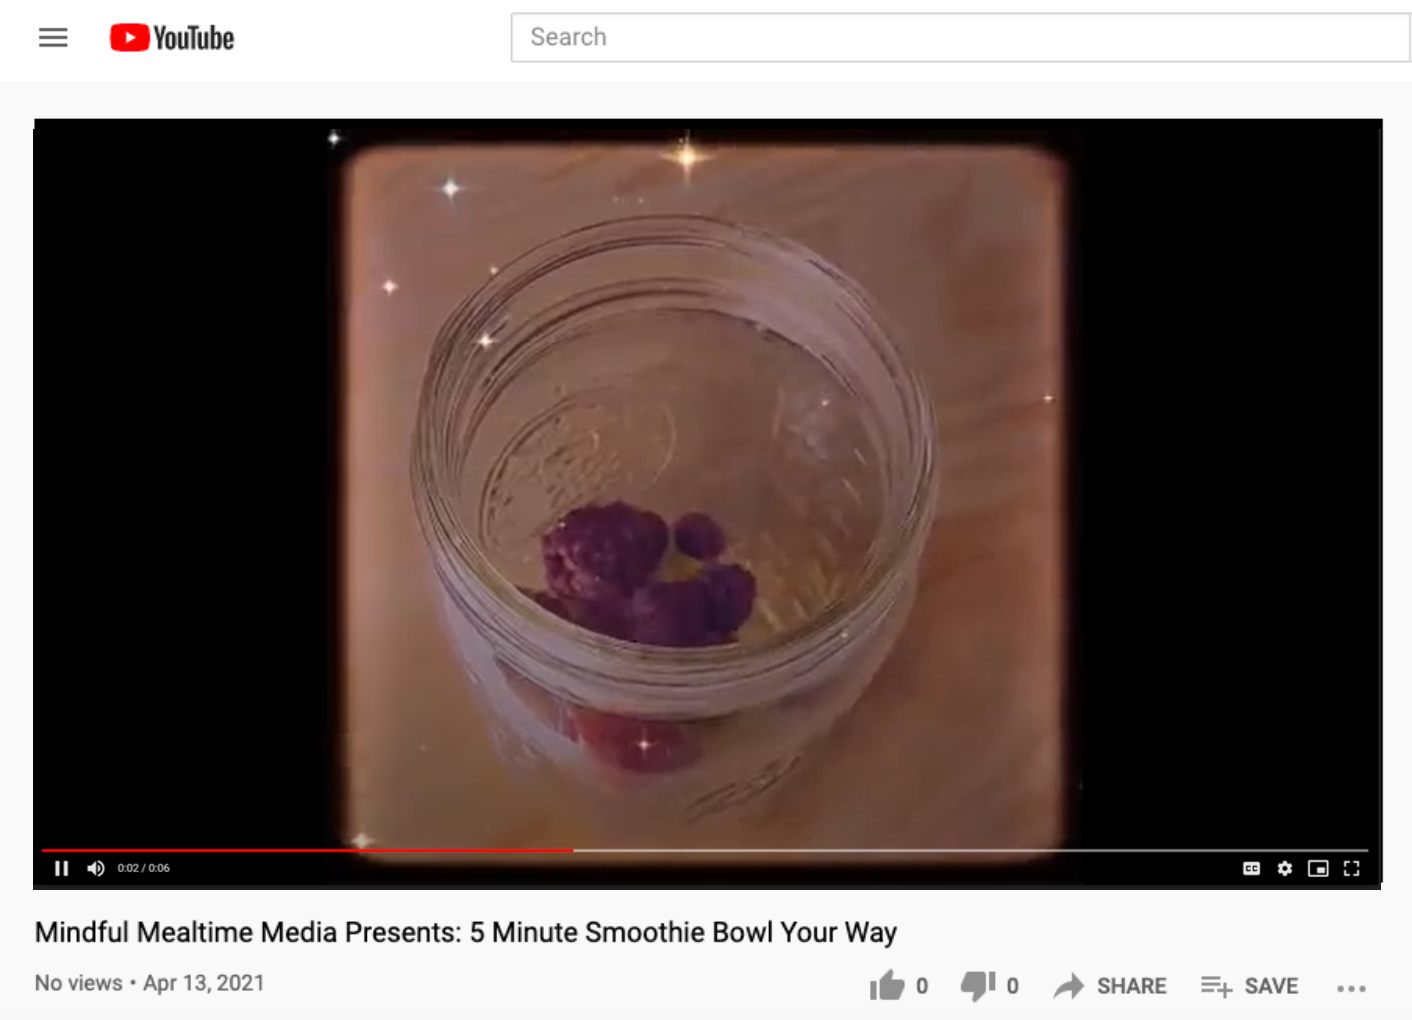 YouTube
Search
0:02 / 0:06
CC
Mindful Mealtime Media Presents: 5 Minute Smoothie Bowl Your Way
No views • Apr 13, 2021
0
0
SHARE
SAVE